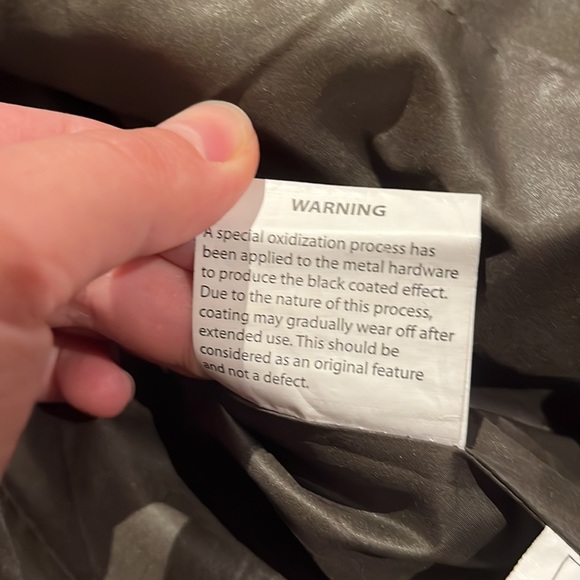 WARNING
A special oxidization process has
been applied to the metal hardware
to produce the black coated effect.
Due to the nature of this process,
coating may gradually wear off after
extended use. This should be
considered as an original feature
and not a defect.